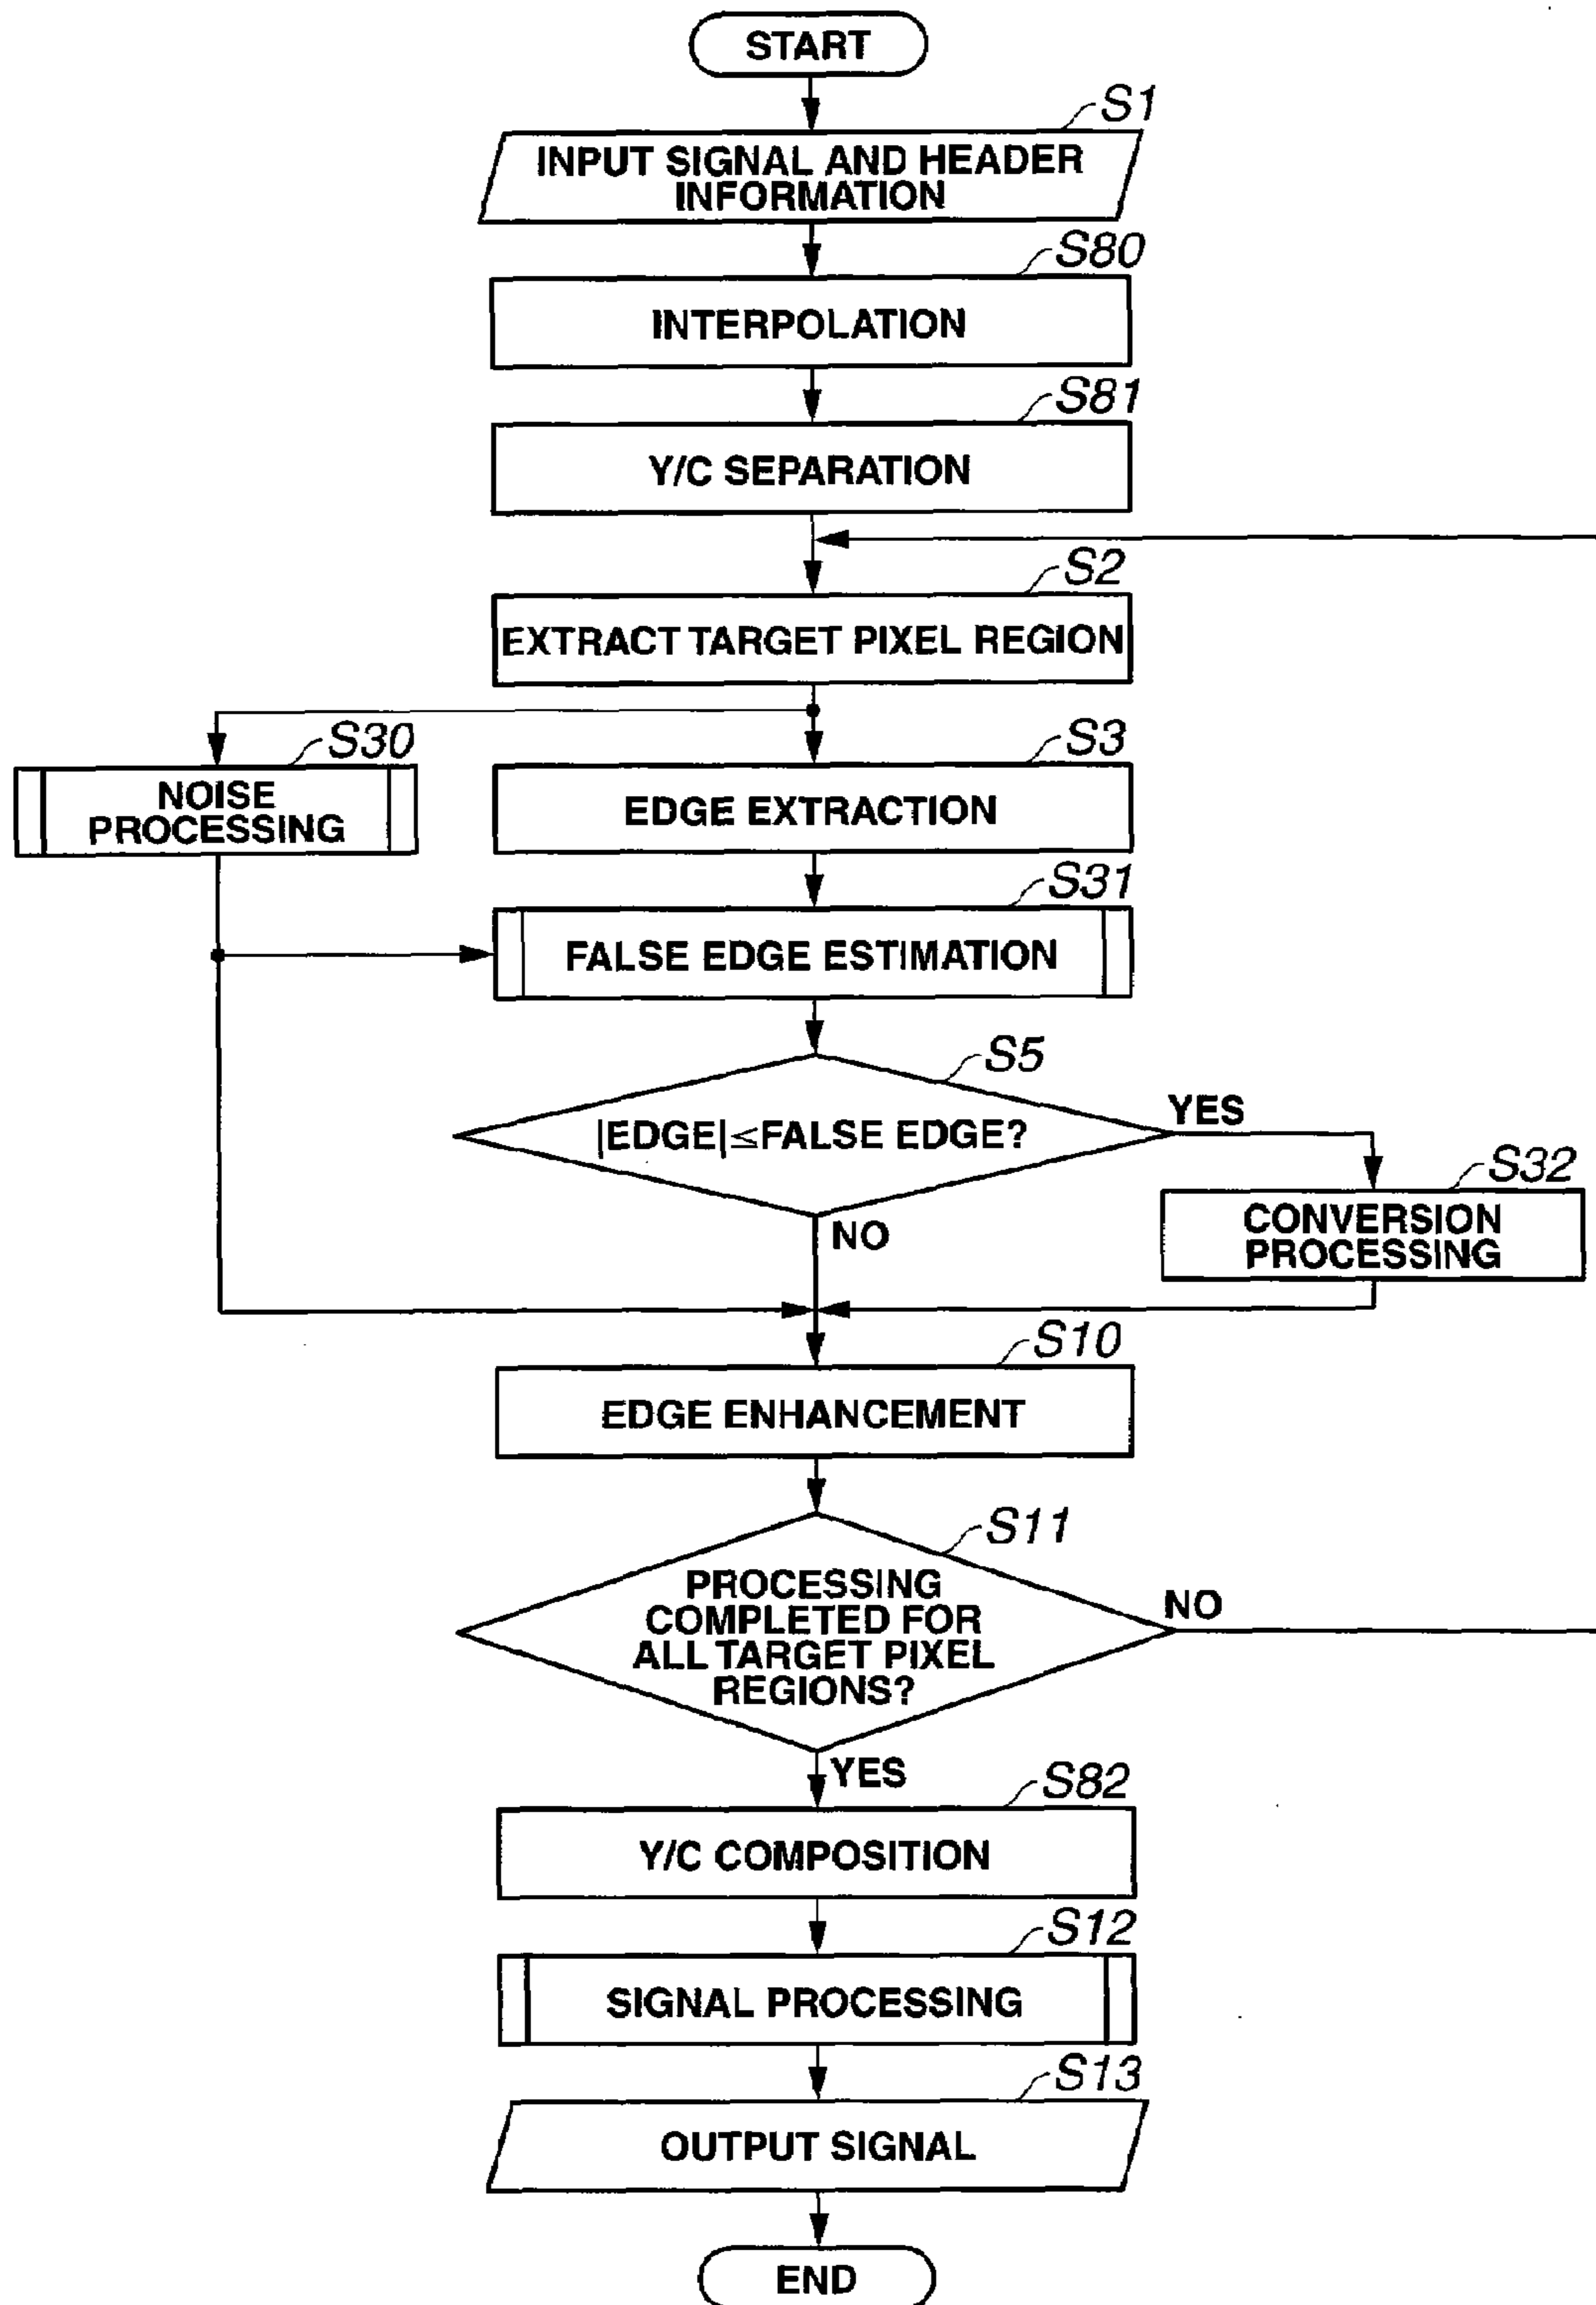 START
S1
INPUT SIGNAL AND HEADER
INFORMATION
S80
INTERPOLATION
S81
Y/C SEPARATION
S2
EXTRACT TARGET PIXEL REGION
S30
NOISE
PROCESSING
S3
EDGE EXTRACTION
S31
FALSE EDGE ESTIMATION
S5
|EDGE|≦FALSE EDGE?
YES
NO
S32
CONVERSION
PROCESSING
S10
EDGE ENHANCEMENT
S11
PROCESSING
COMPLETED FOR
ALL TARGET PIXEL
REGIONS?
NO
YES
S82
Y/C COMPOSITION
S12
SIGNAL PROCESSING
S13
OUTPUT SIGNAL
END